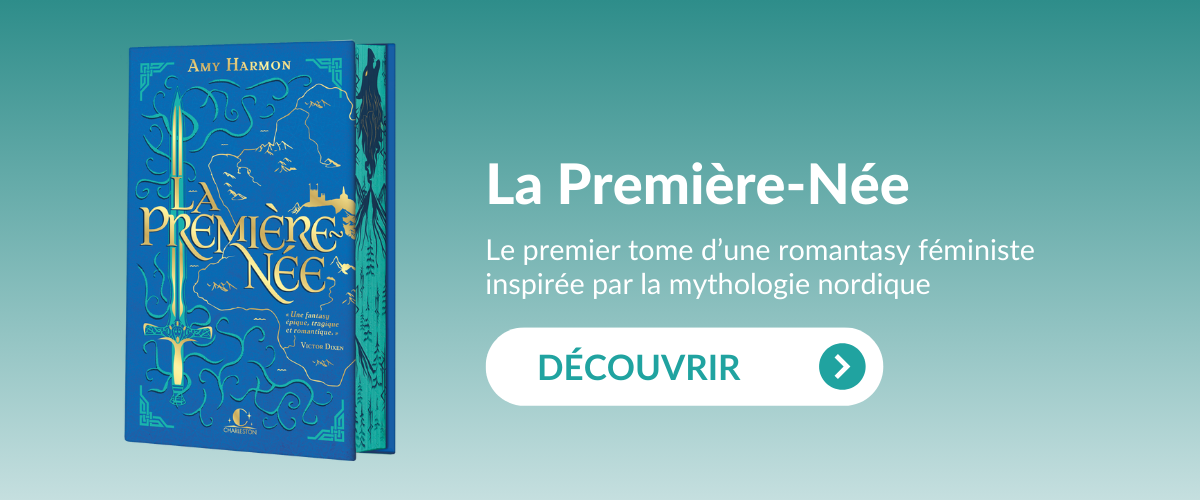 AMY HARMON
LA
PREMIÈRE-
NÉE
« Une fantasy
épique, tragique
et romantique. »
VICTOR DIXEN
C
CHARLESTON
La Première-Née
Le premier tome d’une romantasy féministe
inspirée par la mythologie nordique
DÉCOUVRIR